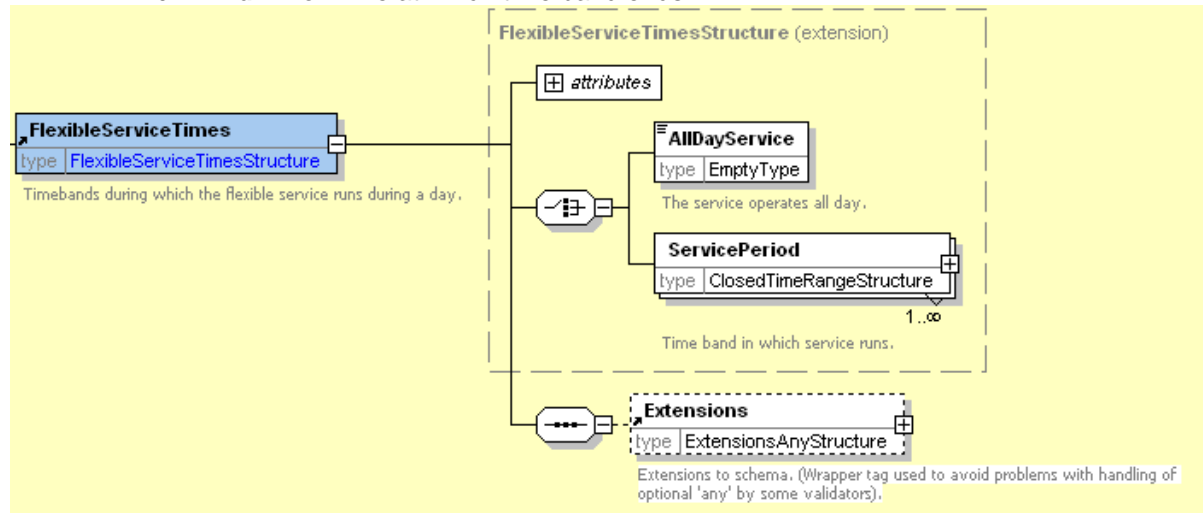 FlexibleServiceTimesStructure (extension)
attributes
FlexibleServiceTimes
type FlexibleServiceTimesStructure
Timebands during which the flexible service runs during a day.
AllDayService
type EmptyType
The service operates all day.
ServicePeriod
type ClosedTimeRangeStructure
1..∞
Time band in which service runs.
Extensions
type ExtensionsAnyStructure
Extensions to schema. (Wrapper tag used to avoid problems with handling of
optional 'any' by some validators).